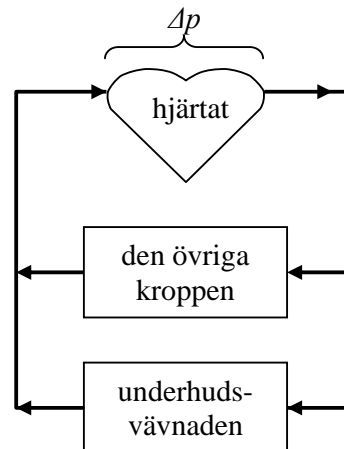 Δp
hjärtat
den övriga
kroppen
underhuds-
vävnaden